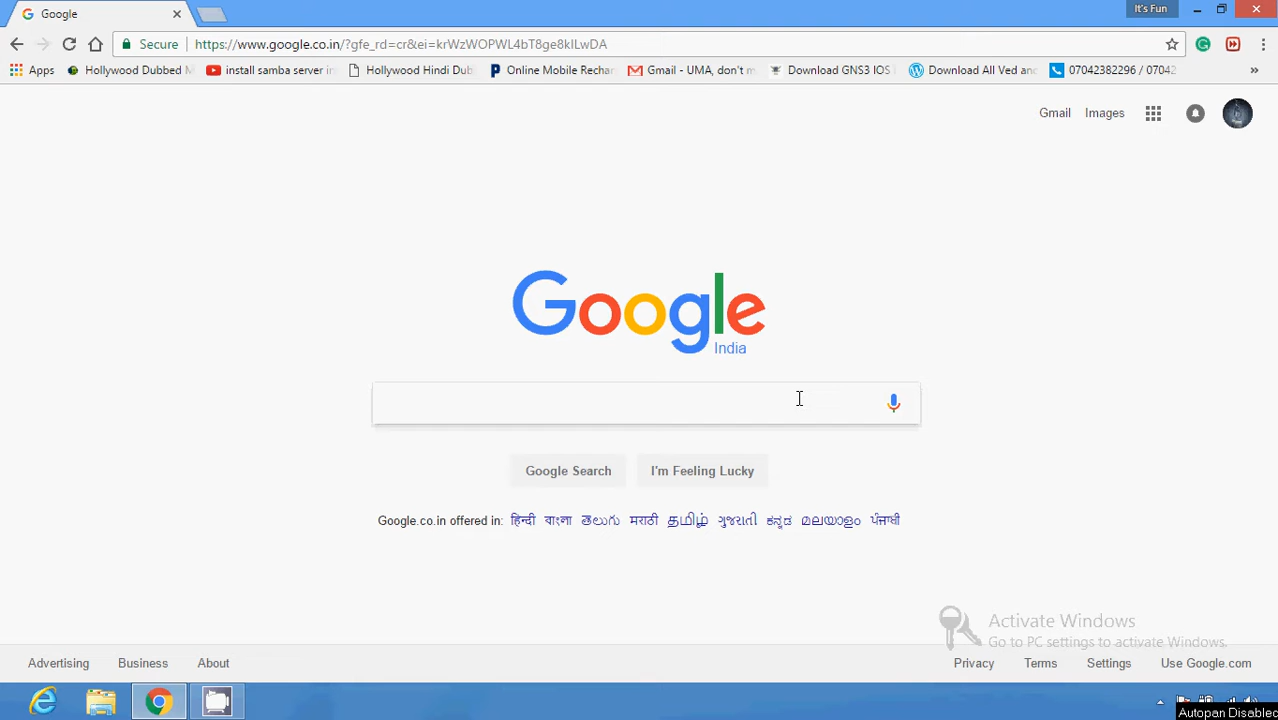 Google
It's Fun
Secure
https://www.google.co.in/?gfe_rd=cr&ei=krWzWOPWL4bT8ge8kILwDA
Apps
Hollywood Dubbed M
install samba server in
Hollywood Hindi Dub
Online Mobile Rechar
Gmail - UMA, don't m
Download GNS3 IOS
Download All Ved and
07042382296 / 07042
Gmail
Images
Google
India
Google Search
I'm Feeling Lucky
Google.co.in offered in: हिन्दी বাংলা తెలుగు मराठी தமிழ் ગુજરાતી ಕನ್ನಡ മലയാളം ਪੰਜਾਬੀ
Activate Windows
Go to PC settings to activate Windows.
Advertising
Business
About
Privacy
Terms
Settings
Use Google.com
Autopan Disabled